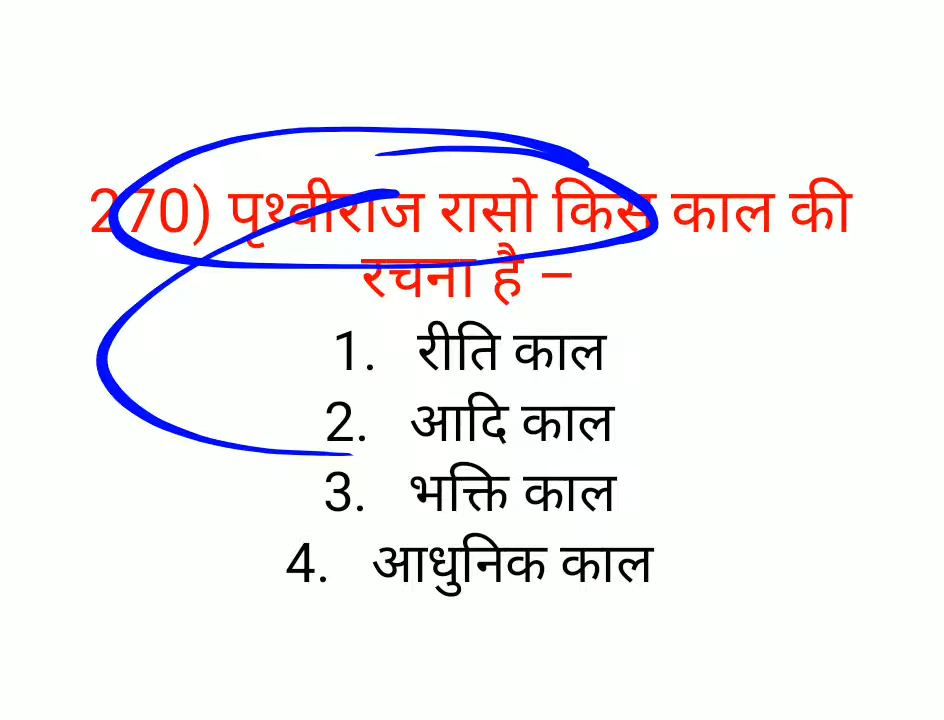 270) पृथ्वीराज रासो किस काल की
रचना है –
1. रीति काल
2. आदि काल
3. भक्ति काल
4. आधुनिक काल